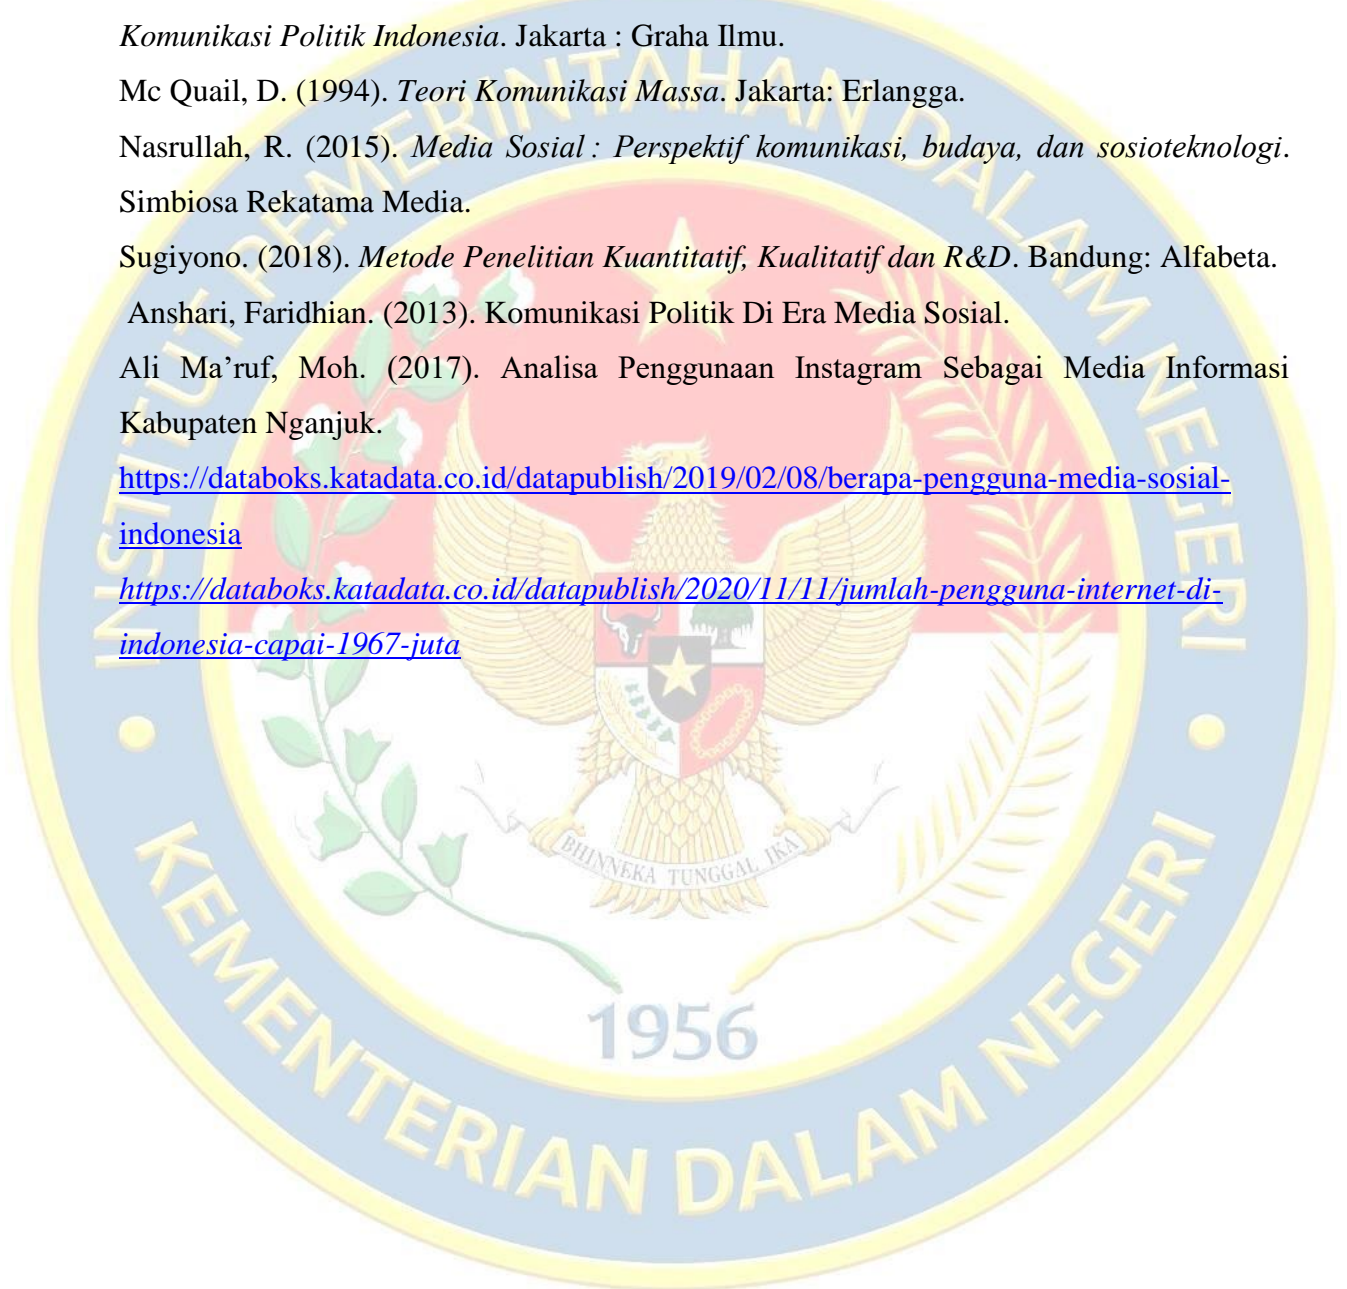 Komunikasi Politik Indonesia. Jakarta : Graha Ilmu.
Mc Quail, D. (1994). Teori Komunikasi Massa. Jakarta: Erlangga.
Nasrullah, R. (2015). Media Sosial : Perspektif komunikasi, budaya, dan sosioteknologi.
Simbiosa Rekatama Media.
Sugiyono. (2018). Metode Penelitian Kuantitatif, Kualitatif dan R&D. Bandung: Alfabeta.
Anshari, Faridhian. (2013). Komunikasi Politik Di Era Media Sosial.
Ali Ma’ruf, Moh. (2017). Analisa Penggunaan Instagram Sebagai Media Informasi
Kabupaten Nganjuk.
https://databoks.katadata.co.id/datapublish/2019/02/08/berapa-pengguna-media-sosial-
indonesia
https://databoks.katadata.co.id/datapublish/2020/11/11/jumlah-pengguna-internet-di-
indonesia-capai-1967-juta
INSTITUT PEMERINTAHAN DALAM NEGERI
BHINNEKA TUNGGAL IKA
1956
KEMENTERIAN DALAM NEGERI